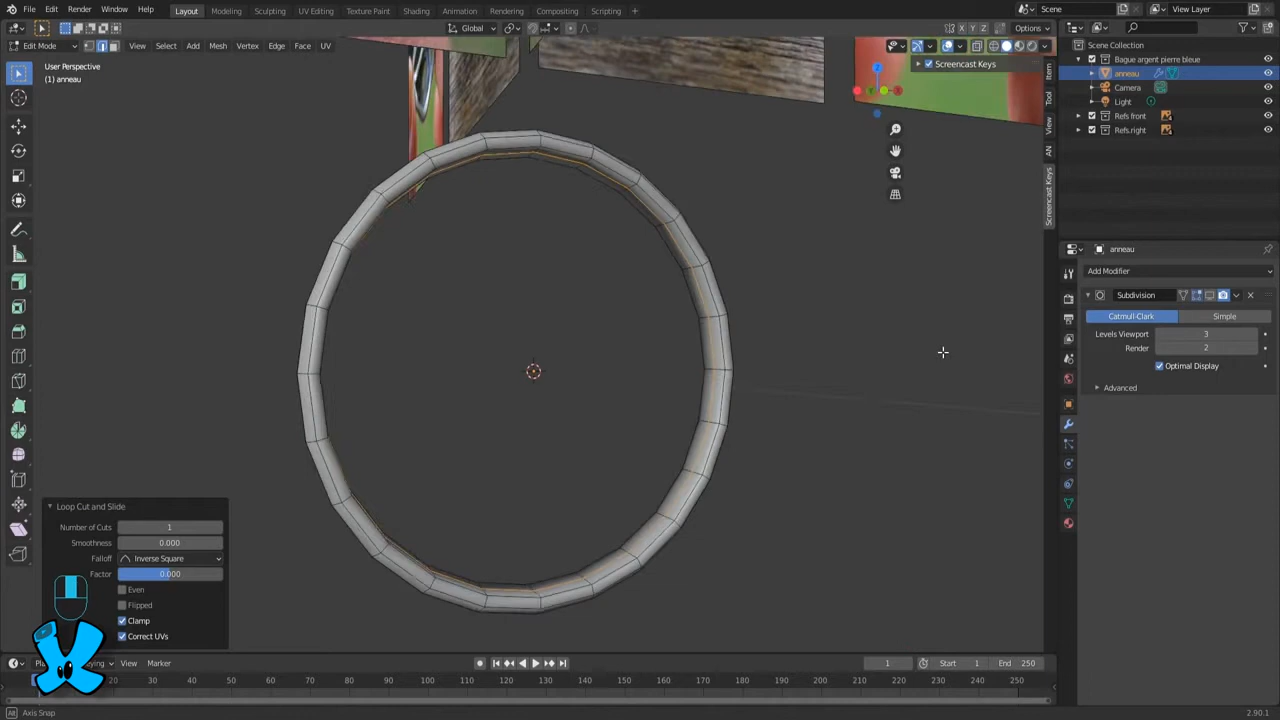 File Edit Render Window Help Layout Modeling Sculpting UV Editing Texture Paint Shading Animation Rendering Compositing Scripting + Scene View Layer
Global Options
Edit Mode View Select Add Mesh Vertex Edge Face UV X Y Z
User Perspective
(1) anneau
Screencast Keys
Item
Tool
View
AN
Screencast Keys
Scene Collection
Bague argent pierre bleue
anneau
Camera
Light
Refs front
Refs right
anneau
Add Modifier
Subdivision
Catmull-Clark Simple
Levels Viewport 3
Render 2
Optimal Display
Advanced
Loop Cut and Slide
Number of Cuts 1
Smoothness 0.000
Falloff Inverse Square
Factor 0.000
Even
Flipped
Clamp
Correct UVs
View Marker 1 Start 1 End 250
20 30 40 50 60 70 80 90 100 110 120 130 140 150 160 170 180 190 200 210 220 230 240 250
Axis Snap 2.90.1